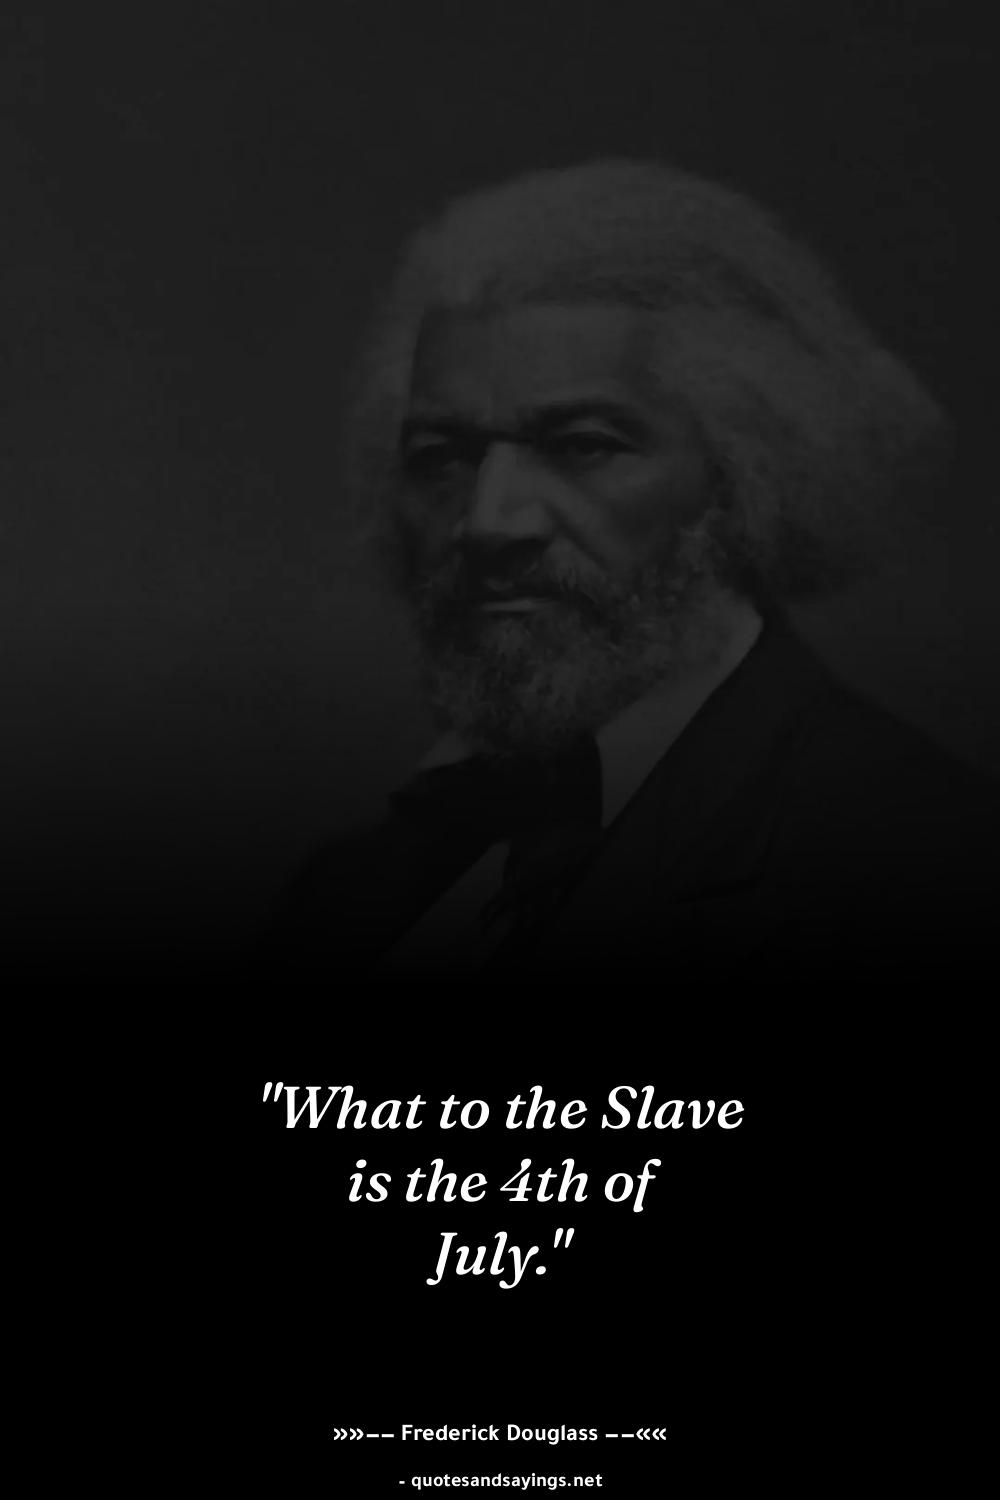 "What to the Slave
is the 4th of
July."
»»–– Frederick Douglass ––««
- quotesandsayings.net